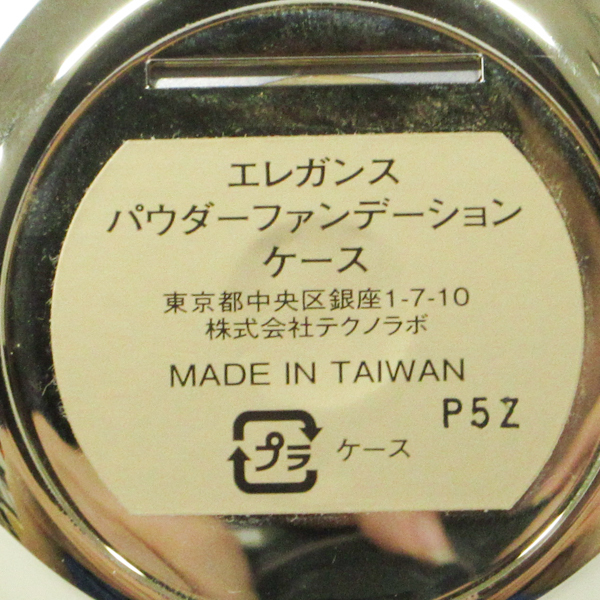 エレガンス
パウダーファンデーション
ケース
東京都中央区銀座1-7-10
株式会社テクノラボ
MADE IN TAIWAN
P5Z
プラ ケース